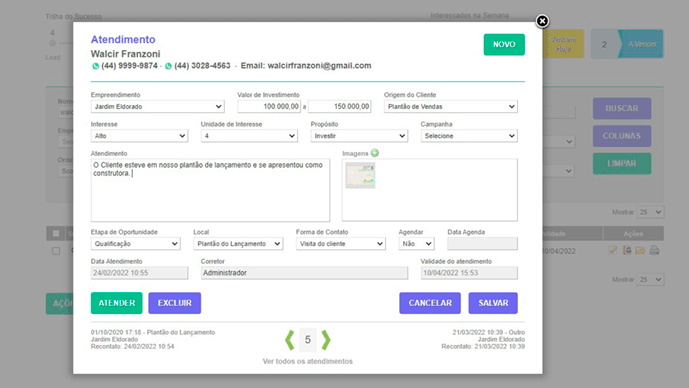 Trilha do Sucesso
Interessados na Semana
4
Lead
2
A Vencer
Atendimento
Walcir Franzoni
(44) 9999-9874 - (44) 3028-4563 - Email: walcirfranzoni@gmail.com
NOVO
Empreendimento
Valor de Investimento
Origem do Cliente
Jardim Eldorado
100.000,00 a 150.000,00
Plantão de Vendas
Interesse
Unidade de Interesse
Propósito
Campanha
Alto
4
Investir
Selecione
Atendimento
Imagens
O Cliente esteve em nosso plantão de lançamento e se apresentou como
construtora.
Etapa de Oportunidade
Local
Forma de Contato
Agendar
Data Agenda
Qualificação
Plantão do Lançamento
Visita do cliente
Não
Data Atendimento
Corretor
Validade do atendimento
24/02/2022 10:55
Administrador
10/04/2022 15:53
ATENDER
EXCLUIR
CANCELAR
SALVAR
01/10/2020 17:18 - Plantão do Lançamento
Jardim Eldorado
Recontato: 24/02/2022 10:54
5
Ver todos os atendimentos
21/03/2022 10:39 - Outro
Jardim Eldorado
Recontato: 21/03/2022 10:39
BUSCAR
COLUNAS
LIMPAR
Mostrar 25
Validade
Ações
10/04/2022
Mostrar 25